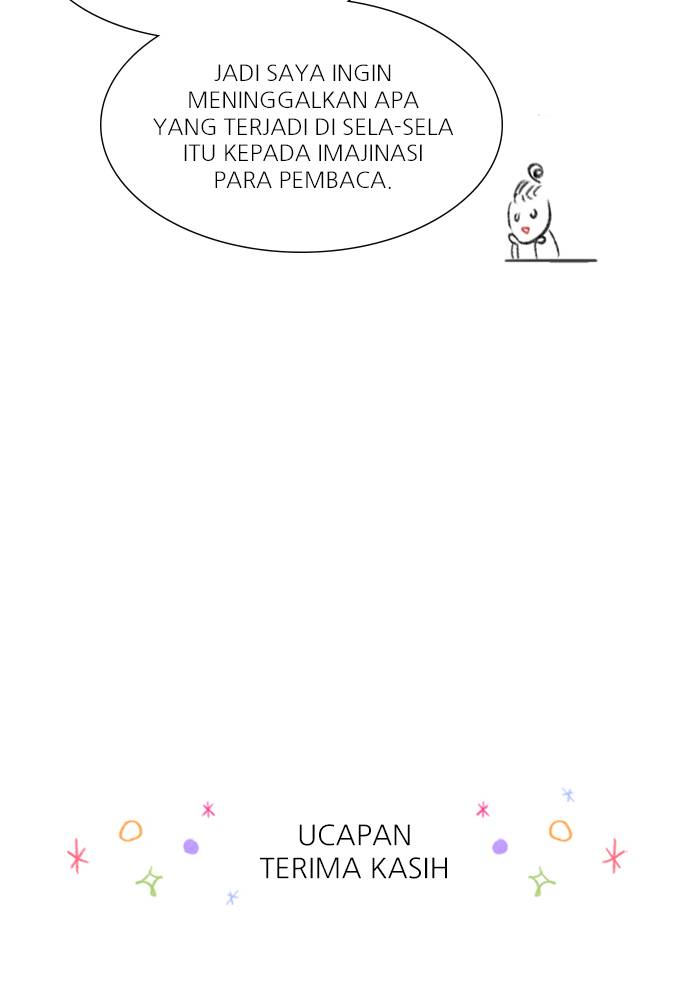 JADI SAYA INGIN
MENINGGALKAN APA
YANG TERJADI DI SELA-SELA
ITU KEPADA IMAJINASI
PARA PEMBACA.
UCAPAN
TERIMA KASIH